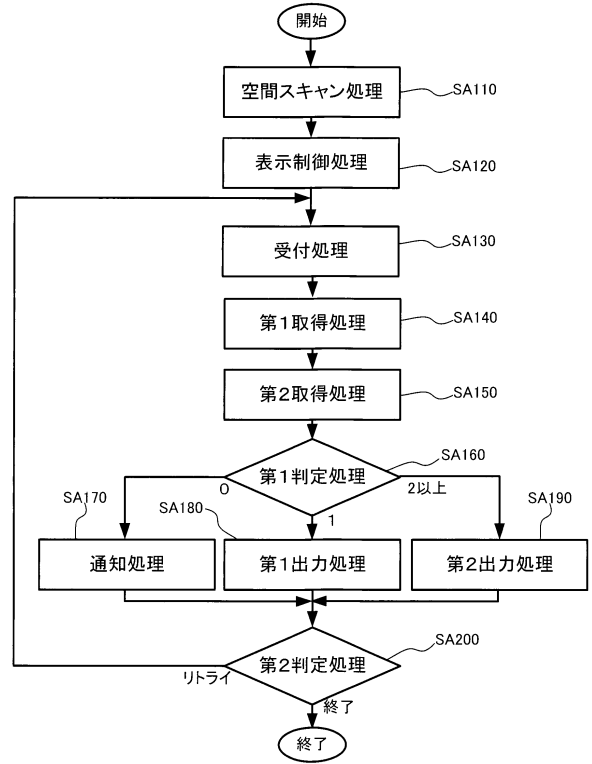 開始
空間スキャン処理
SA110
表示制御処理
SA120
受付処理
SA130
第1取得処理
SA140
第2取得処理
SA150
第1判定処理
SA160
0
1
2以上
SA170
通知処理
SA180
第1出力処理
SA190
第2出力処理
第2判定処理
SA200
リトライ
終了
終了